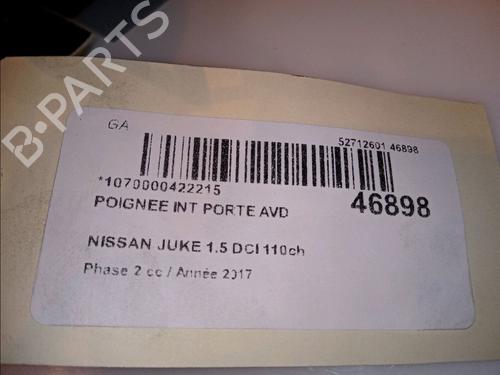 B-PARTS
GA
52712601 46898
*1070000422215
46898
POIGNEE INT PORTE AVD
NISSAN JUKE 1.5 DCI 110ch
Phase 2 cc / Année 2017